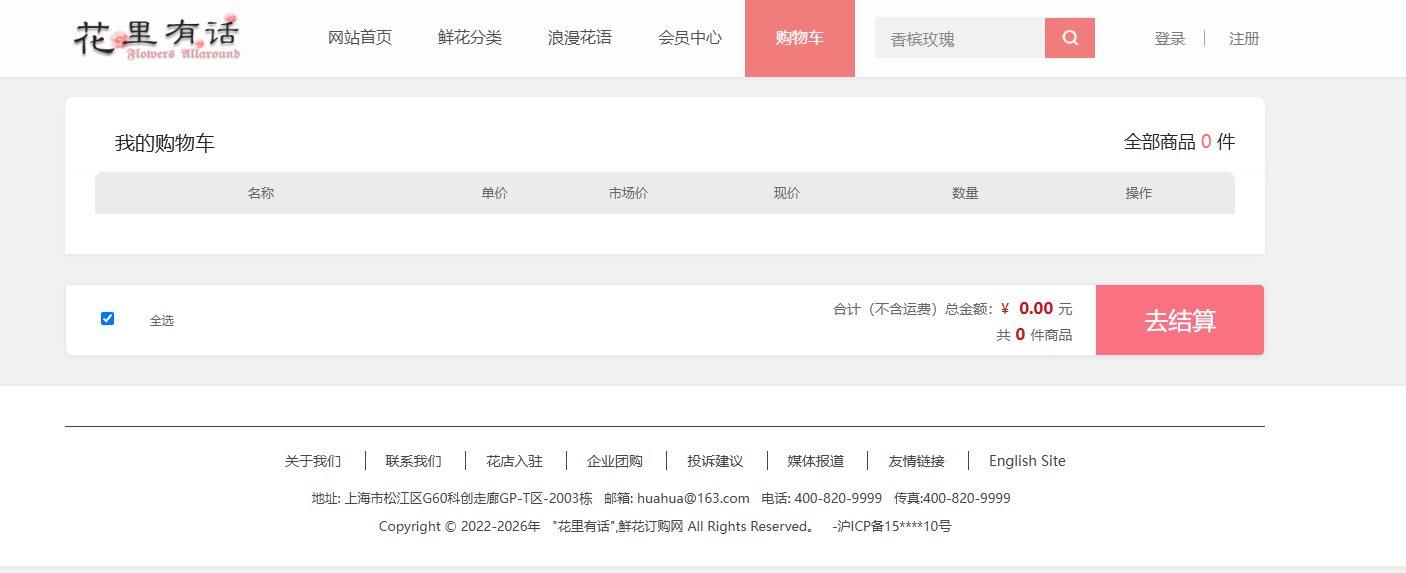 花里有话
Flowers Allaround
网站首页 鲜花分类 浪漫花语 会员中心 购物车 香槟玫瑰 登录 注册
我的购物车 全部商品 0 件
名称 单价 市场价 现价 数量 操作
全选 合计（不含运费）总金额：¥ 0.00 元
共 0 件商品
去结算
关于我们 联系我们 花店入驻 企业团购 投诉建议 媒体报道 友情链接 English Site
地址: 上海市松江区G60科创走廊GP-T区-2003栋 邮箱: huahua@163.com 电话: 400-820-9999 传真:400-820-9999
Copyright © 2022-2026年 "花里有话",鲜花订购网 All Rights Reserved。 -沪ICP备15****10号